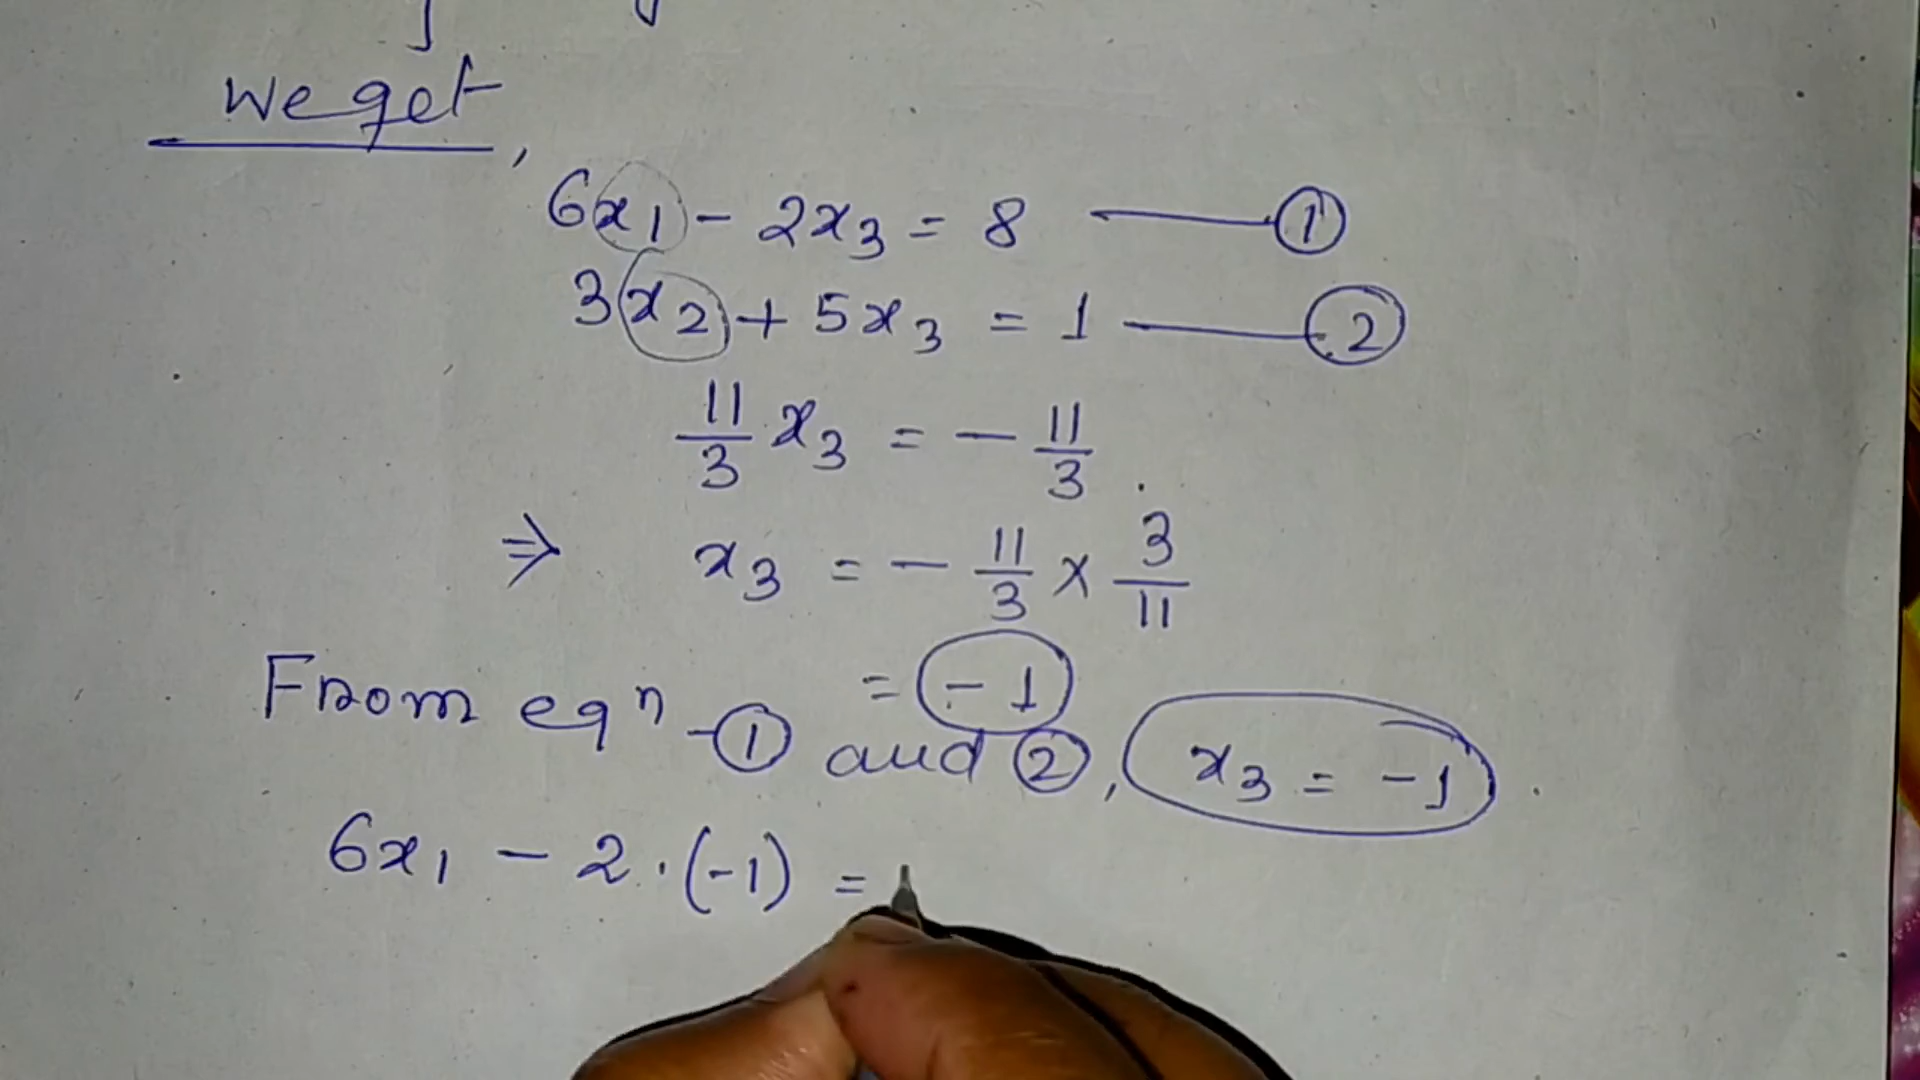 We get,
6x₁ - 2x₃ = 8 —— ①
3x₂ + 5x₃ = 1 —— ②
11/3 x₃ = - 11/3 .
⇒ x₃ = - 11/3 × 3/11
= -1
From eqⁿ - ① and ②, x₃ = -1 .
6x₁ - 2 · (-1) =